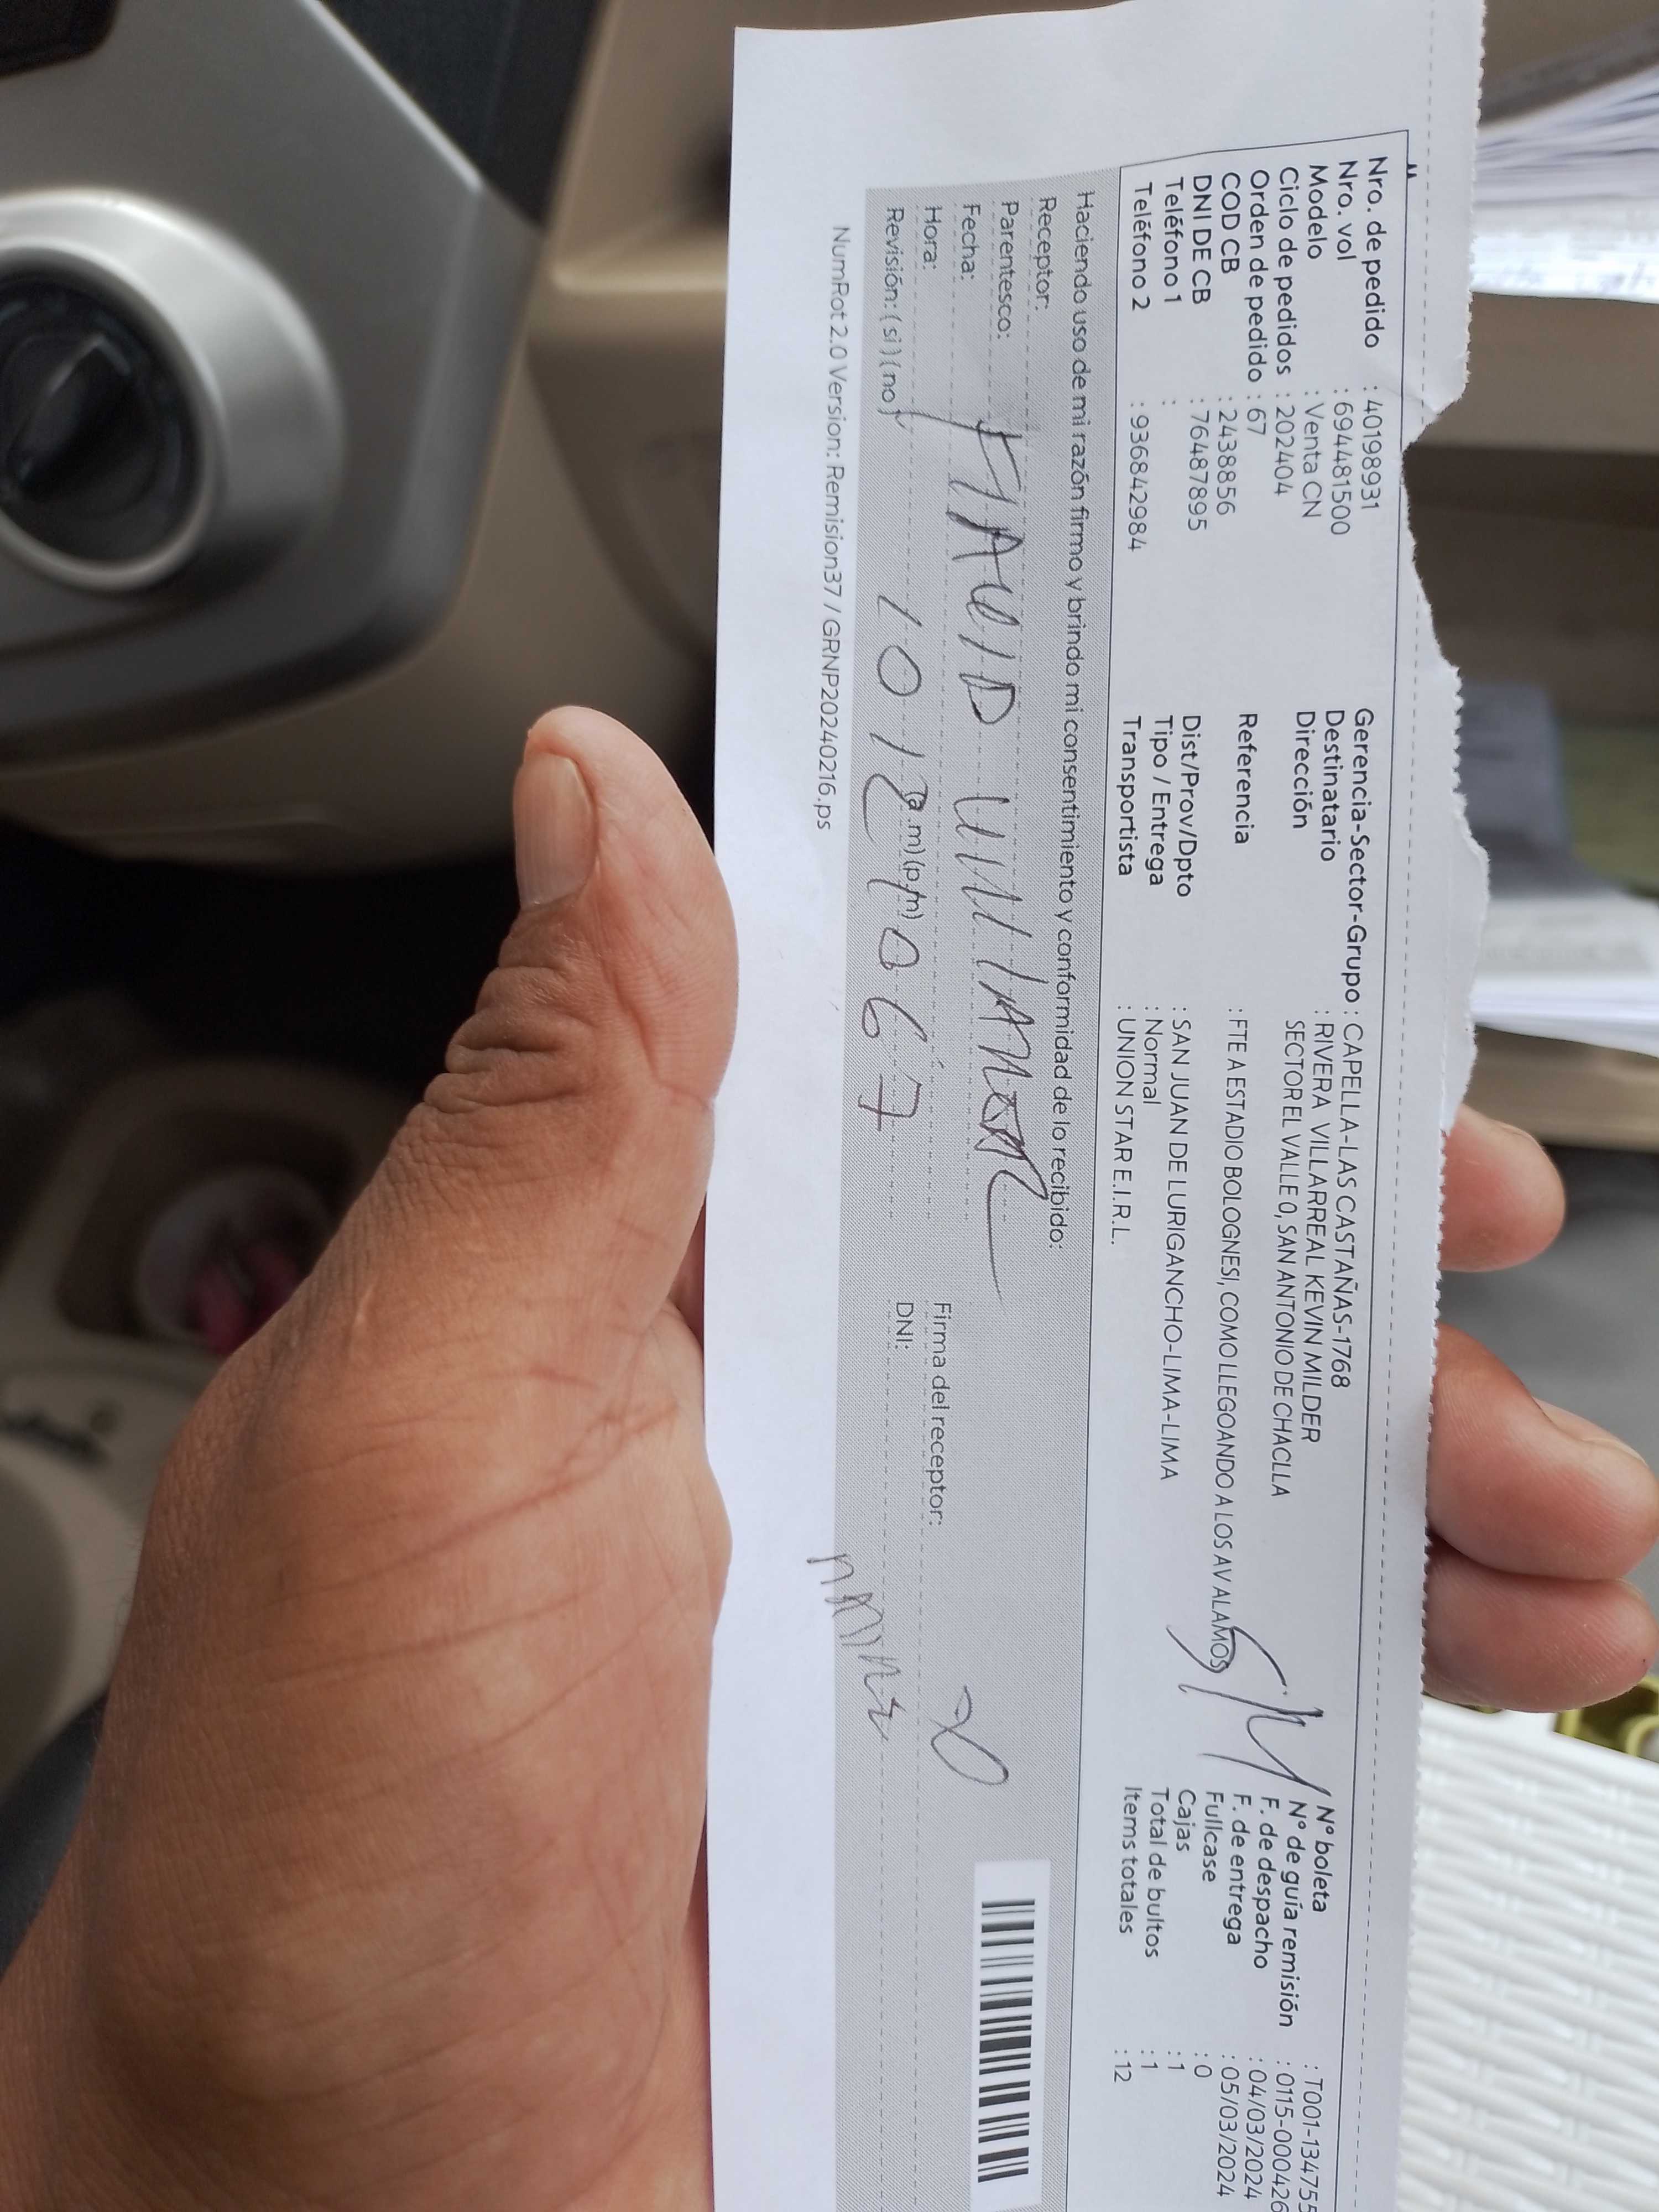 Nro. de pedido : 40198931
Nro. vol : 694481500
Modelo : Venta CN
Ciclo de pedidos : 202404
Orden de pedido : 67
COD CB : 2438856
DNI DE CB : 76487895
Teléfono 1 :
Teléfono 2 : 936842984
Gerencia-Sector-Grupo : CAPELLA-LAS CASTAÑAS-1768
Destinatario : RIVERA VILLARREAL KEVIN MILDER
Dirección SECTOR EL VALLE 0, SAN ANTONIO DE CHACLLA
Referencia : FTE A ESTADIO BOLOGNESI, COMO LLEGOANDO A LOS AV ALAMOS
Dist/Prov/Dpto : SAN JUAN DE LURIGANCHO-LIMA-LIMA
Tipo / Entrega : Normal
Transportista : UNION STAR E.I.R.L.
N° boleta : T001-134755
N° de guía remisión : 0115-000426
F. de despacho : 04/03/2024
F. de entrega : 05/03/2024
Fullcase : 0
Cajas : 1
Total de bultos : 1
Items totales : 12
Haciendo uso de mi razón firmo y brindo mi consentimiento y conformidad de lo recibido:
Receptor:
Parentesco:
Fecha:
Hora: (a.m) (p.m)
Revisión: ( si ) ( no )
Firma del receptor:
DNI:
NumRot 2.0 Version: Remision37 / GRNP20240216.ps